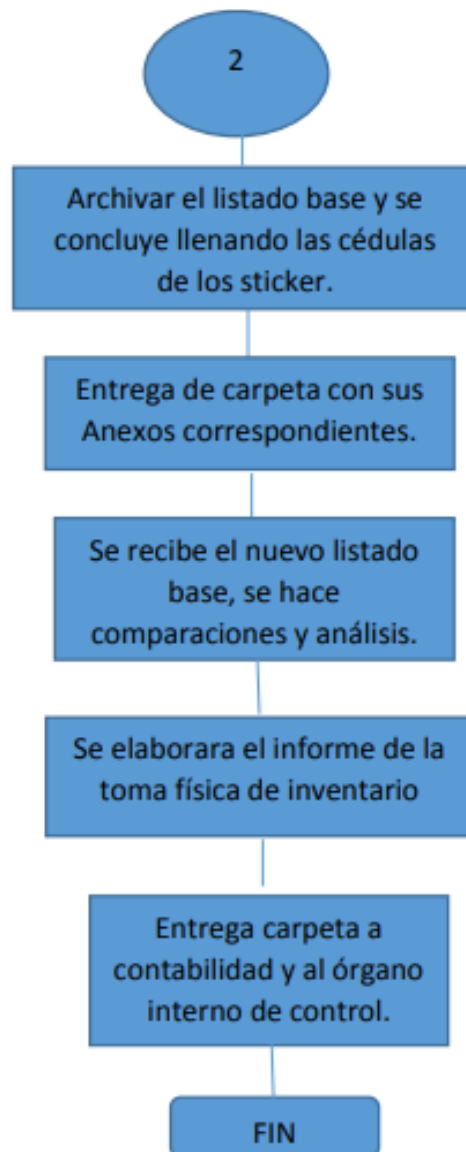 2
Archivar el listado base y se
concluye llenando las cédulas
de los sticker.
Entrega de carpeta con sus
Anexos correspondientes.
Se recibe el nuevo listado
base, se hace
comparaciones y análisis.
Se elaborara el informe de la
toma física de inventario
Entrega carpeta a
contabilidad y al órgano
interno de control.
FIN